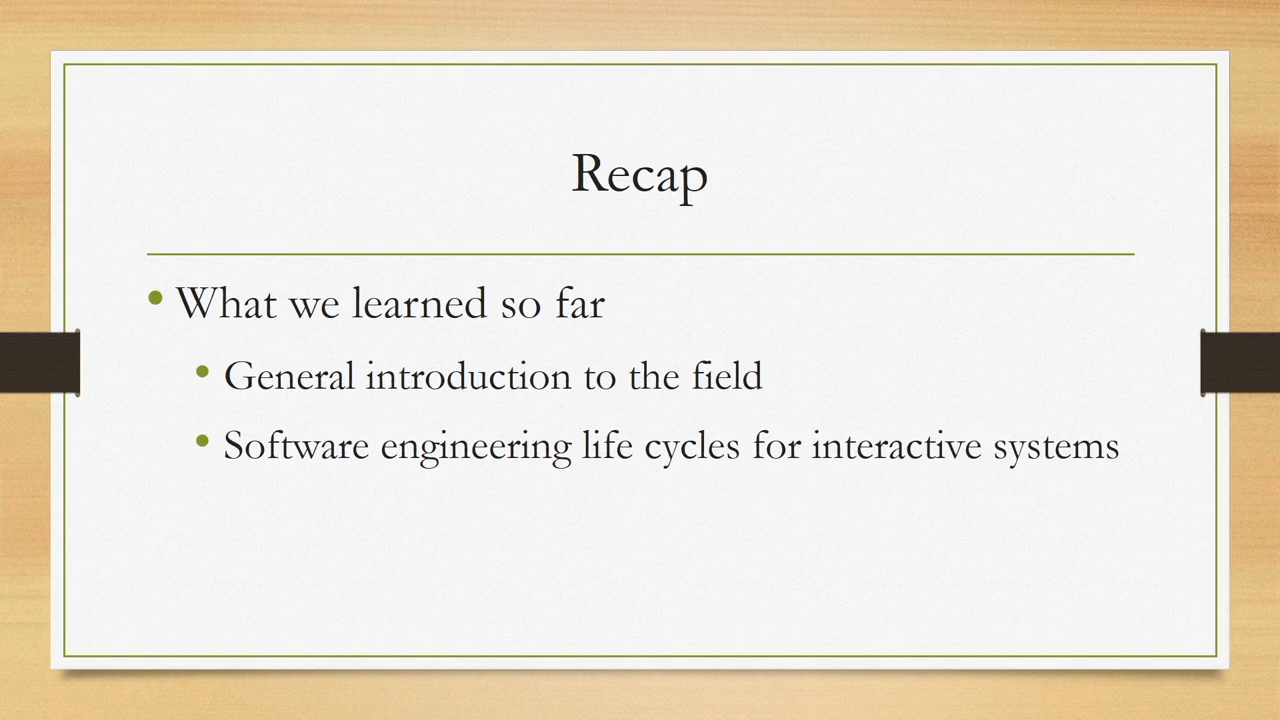 Recap
• What we learned so far
• General introduction to the field
• Software engineering life cycles for interactive systems